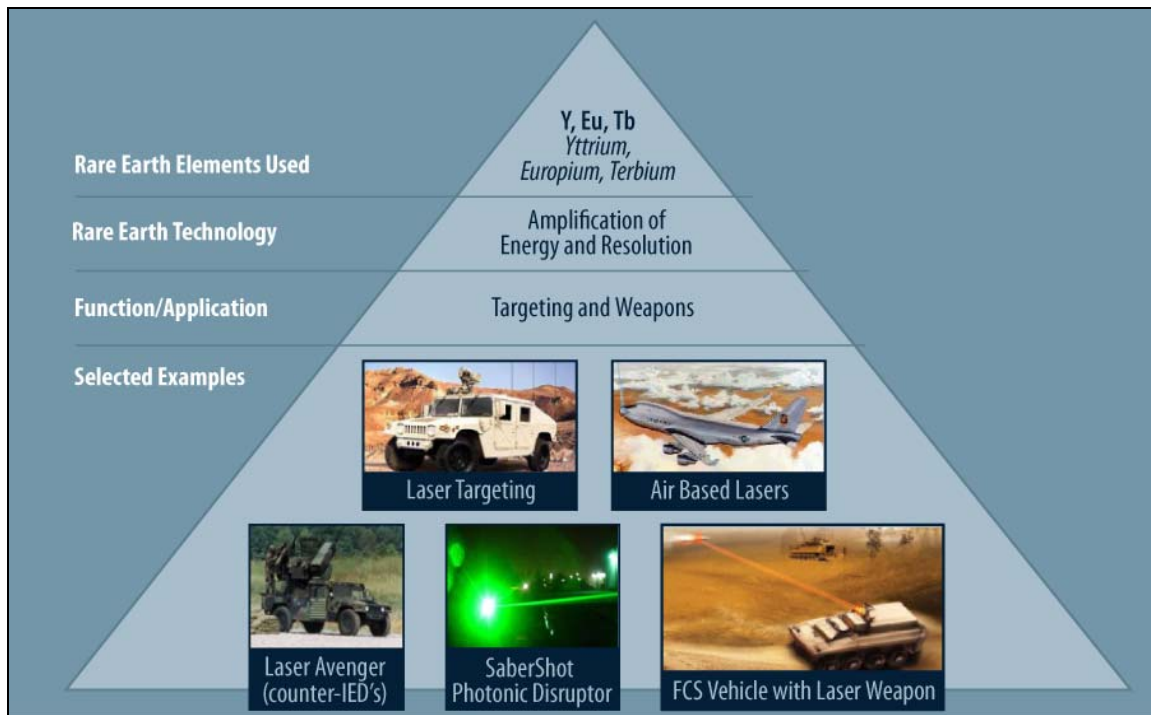 Y, Eu, Tb
Yttrium,
Europium, Terbium
Rare Earth Elements Used
Amplification of
Energy and Resolution
Rare Earth Technology
Function/Application
Targeting and Weapons
Selected Examples
Laser Targeting
Air Based Lasers
Laser Avenger
(counter-IED's)
SaberShot
Photonic Disruptor
FCS Vehicle with Laser Weapon